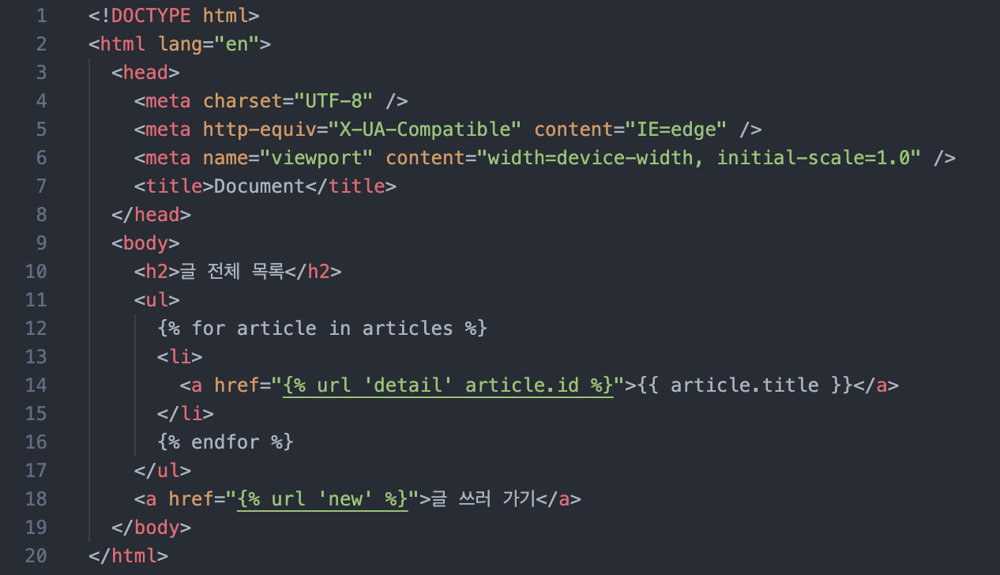 1 <!DOCTYPE html>
2 <html lang="en">
3 <head>
4 <meta charset="UTF-8" />
5 <meta http-equiv="X-UA-Compatible" content="IE=edge" />
6 <meta name="viewport" content="width=device-width, initial-scale=1.0" />
7 <title>Document</title>
8 </head>
9 <body>
10 <h2>글 전체 목록</h2>
11 <ul>
12 {% for article in articles %}
13 <li>
14 <a href="{% url 'detail' article.id %}">{{ article.title }}</a>
15 </li>
16 {% endfor %}
17 </ul>
18 <a href="{% url 'new' %}">글 쓰러 가기</a>
19 </body>
20 </html>